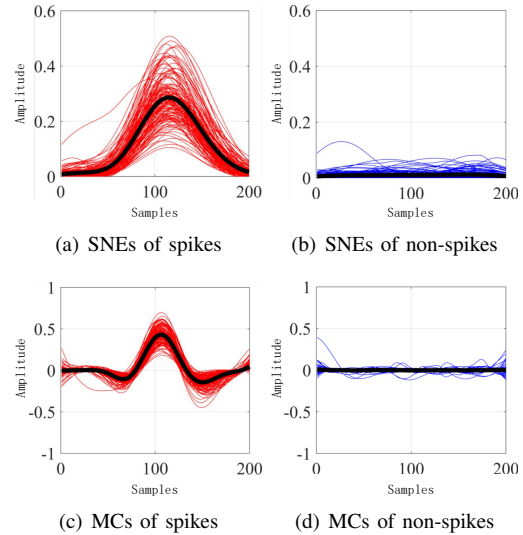 0.6
0.4
0.2
0
Amplitude
0 100 200
Samples
(a) SNEs of spikes
0.6
0.4
0.2
0
Amplitude
0 100 200
Samples
(b) SNEs of non-spikes
1
0.5
0
-0.5
-1
Amplitude
0 100 200
Samples
(c) MCs of spikes
1
0.5
0
-0.5
-1
Amplitude
0 100 200
Samples
(d) MCs of non-spikes